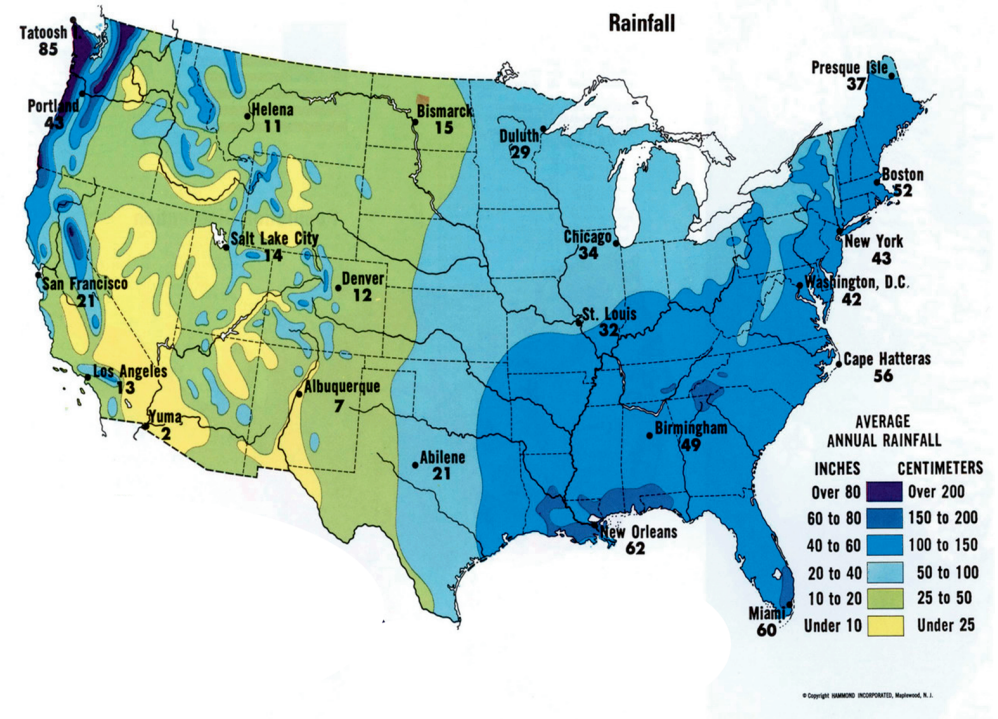 Rainfall
Tatoosh
85
Portland
43
Helena
11
Bismarck
15
Duluth
29
Presque Isle
37
Boston
52
New York
43
Washington, D.C.
42
Chicago
34
Salt Lake City
14
Denver
12
San Francisco
21
St. Louis
32
Cape Hatteras
56
Los Angeles
13
Albuquerque
7
Yuma
2
Abilene
21
Birmingham
49
New Orleans
62
Miami
60
AVERAGE
ANNUAL RAINFALL
INCHES CENTIMETERS
Over 80 Over 200
60 to 80 150 to 200
40 to 60 100 to 150
20 to 40 50 to 100
10 to 20 25 to 50
Under 10 Under 25
© Copyright HAMMOND INCORPORATED, Maplewood, N. J.